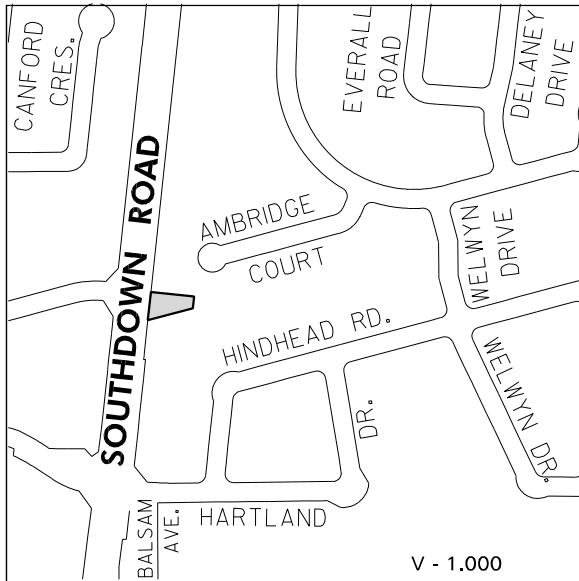 CANFORD
CRES.
EVERALL
ROAD
DELANEY
DRIVE
SOUTHDOWN ROAD
AMBRIDGE
COURT
WELWYN
DRIVE
HINDHEAD RD.
WELWYN DR.
DR.
HARTLAND
BALSAM
AVE.
V - 1.000